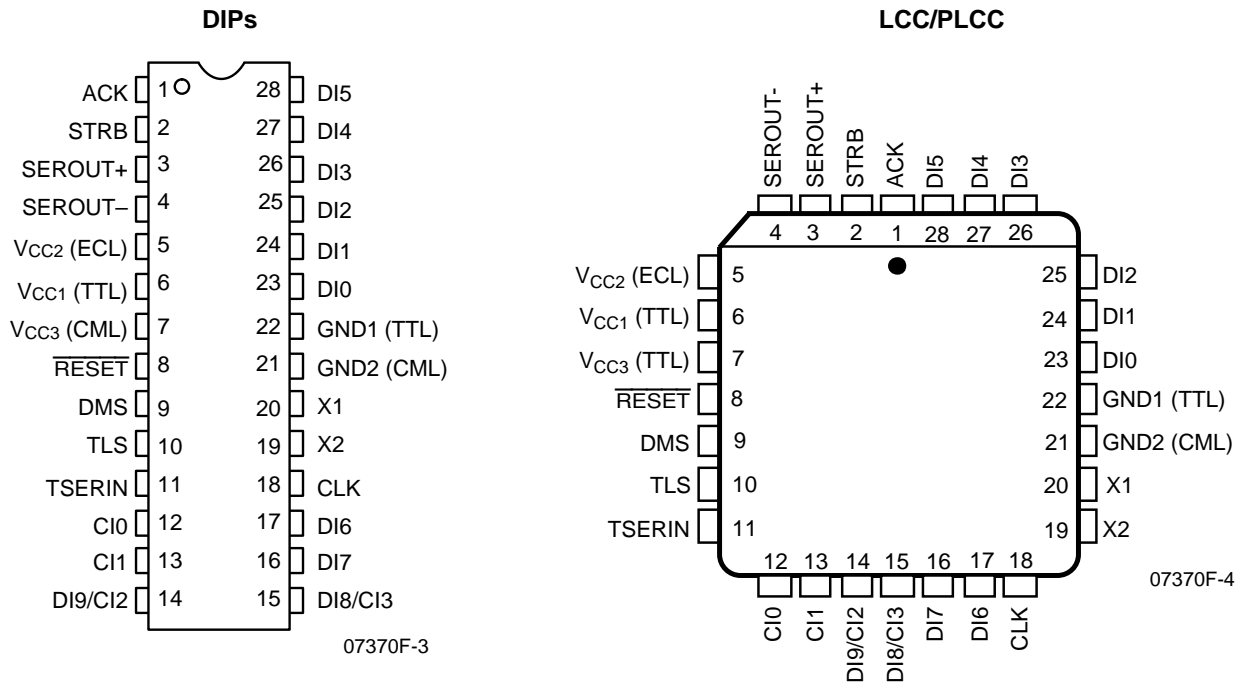 DIPs
ACK 1 28 DI5
STRB 2 27 DI4
SEROUT+ 3 26 DI3
SEROUT– 4 25 DI2
VCC2 (ECL) 5 24 DI1
VCC1 (TTL) 6 23 DI0
VCC3 (CML) 7 22 GND1 (TTL)
RESET 8 21 GND2 (CML)
DMS 9 20 X1
TLS 10 19 X2
TSERIN 11 18 CLK
CI0 12 17 DI6
CI1 13 16 DI7
DI9/CI2 14 15 DI8/CI3
07370F-3
LCC/PLCC
SEROUT- SEROUT+ STRB ACK DI5 DI4 DI3
4 3 2 1 28 27 26
VCC2 (ECL) 5 25 DI2
VCC1 (TTL) 6 24 DI1
VCC3 (TTL) 7 23 DI0
RESET 8 22 GND1 (TTL)
DMS 9 21 GND2 (CML)
TLS 10 20 X1
TSERIN 11 19 X2
12 13 14 15 16 17 18
CI0 CI1 DI9/CI2 DI8/CI3 DI7 DI6 CLK
07370F-4